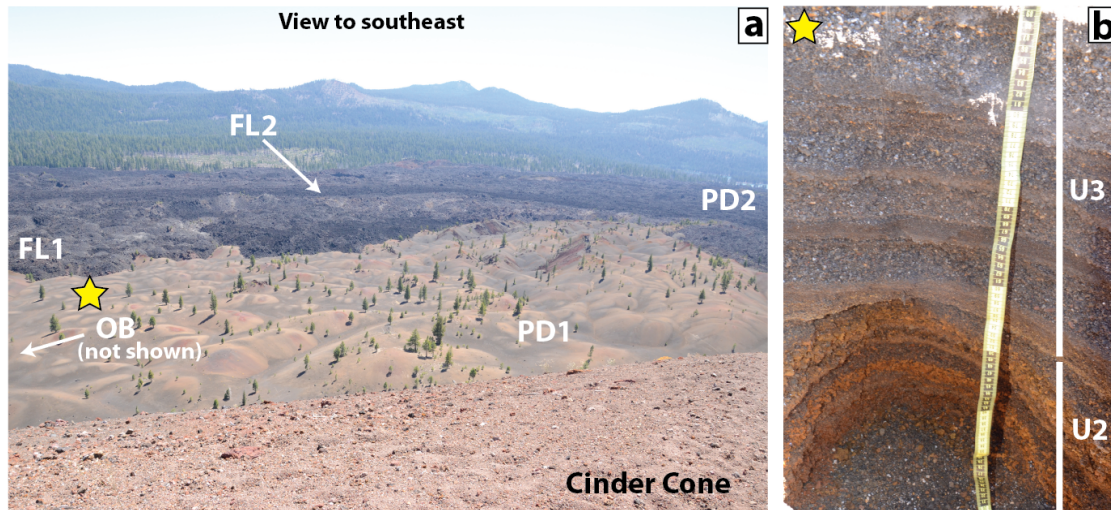 View to southeast
a
FL2
PD2
FL1
OB
(not shown)
PD1
Cinder Cone
b
U3
U2